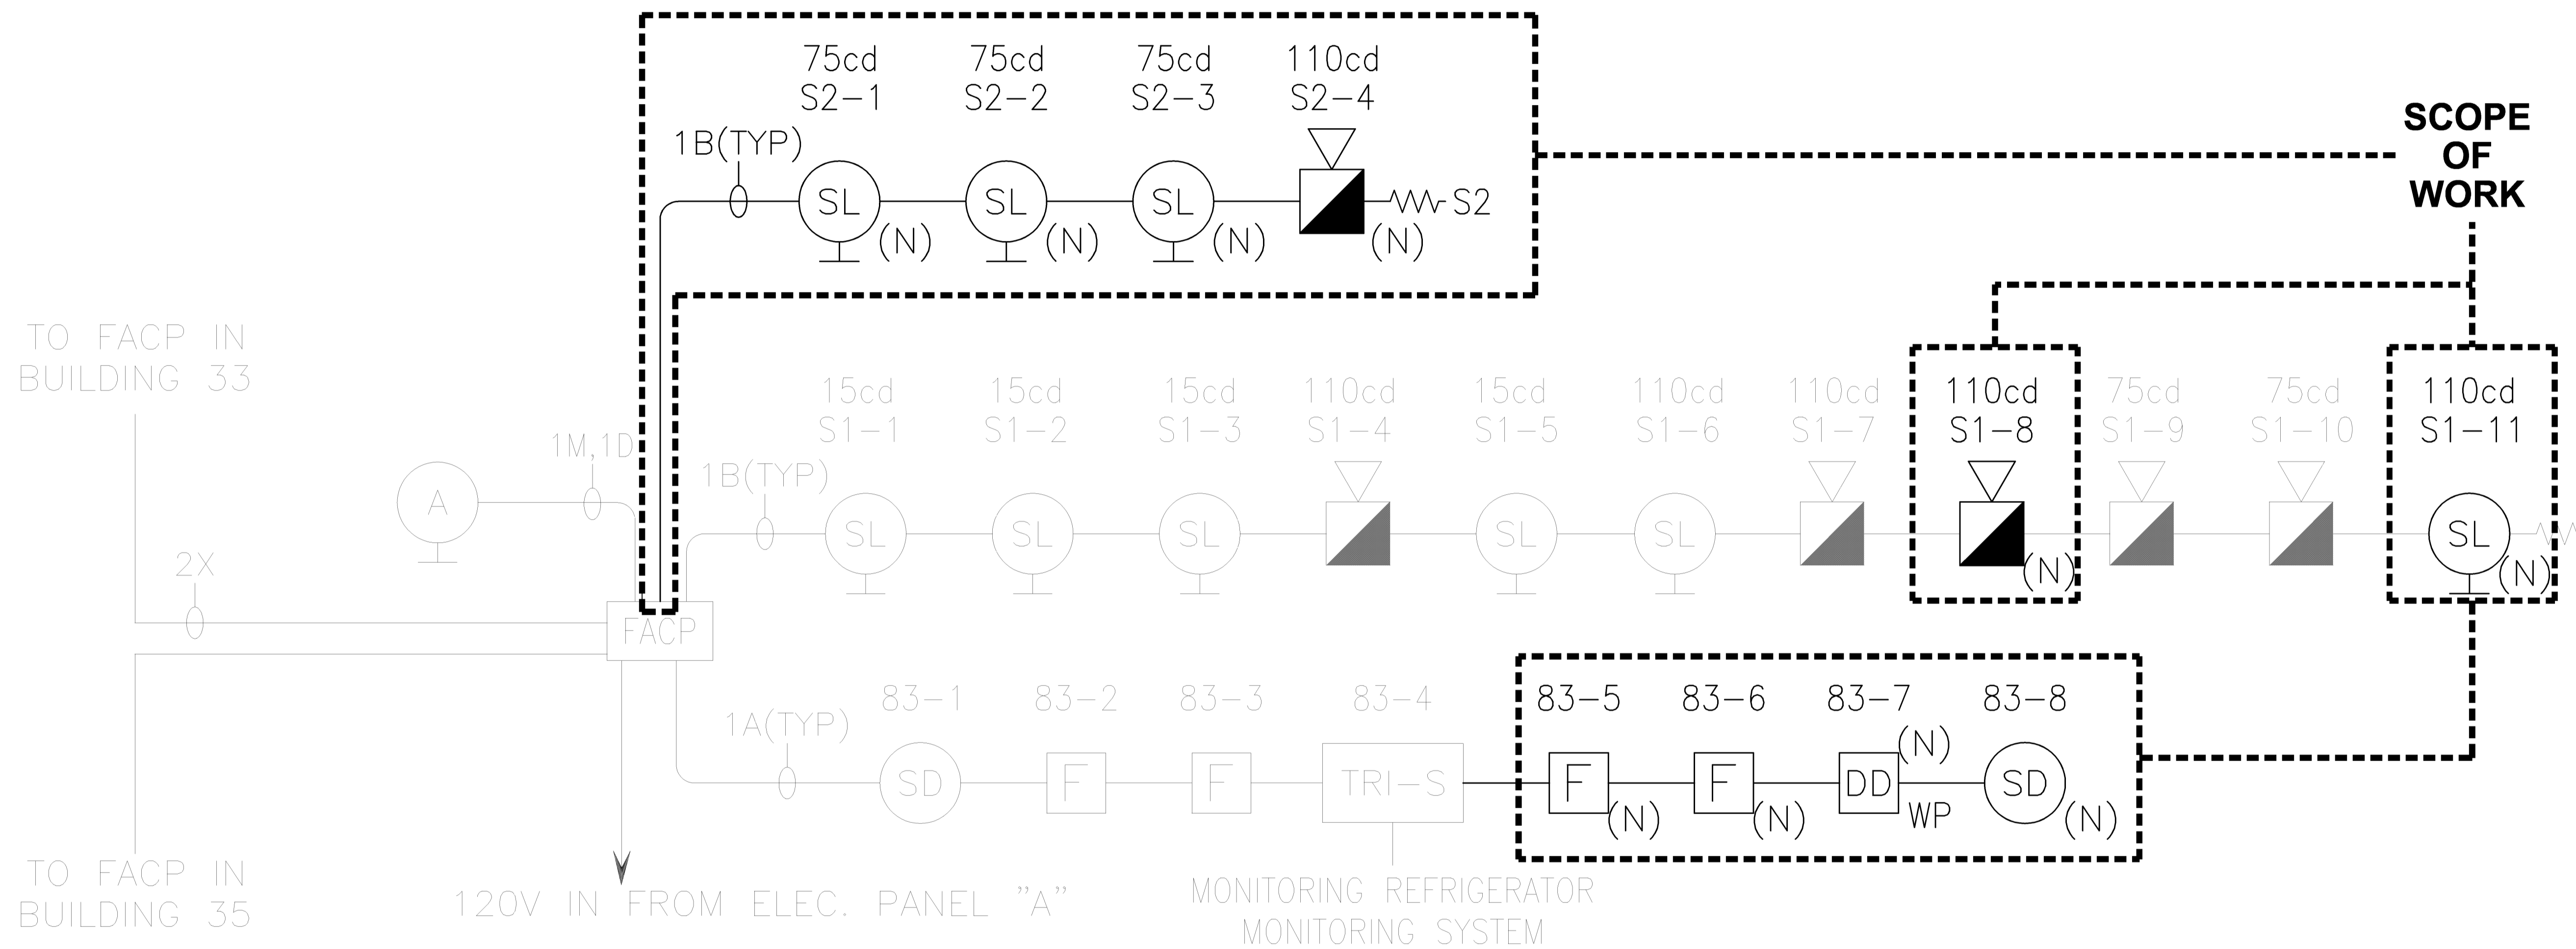 75cd 75cd 75cd 110cd
S2-1 S2-2 S2-3 S2-4
SCOPE
OF
WORK
1B(TYP)
SL SL SL S2
(N) (N) (N) (N)
TO FACP IN
BUILDING 33
15cd 15cd 15cd 110cd 15cd 110cd 110cd 110cd 75cd 75cd 110cd
S1-1 S1-2 S1-3 S1-4 S1-5 S1-6 S1-7 S1-8 S1-9 S1-10 S1-11
1M,1D
1B(TYP)
A
SL SL SL SL SL SL
(N) (N)
2X
FACP
83-1 83-2 83-3 83-4 83-5 83-6 83-7 83-8
1A(TYP)
(N)
SD F F TRI-S F F DD SD
(N) (N) WP (N)
TO FACP IN
BUILDING 35
120V IN FROM ELEC. PANEL "A"
MONITORING REFRIGERATOR
MONITORING SYSTEM